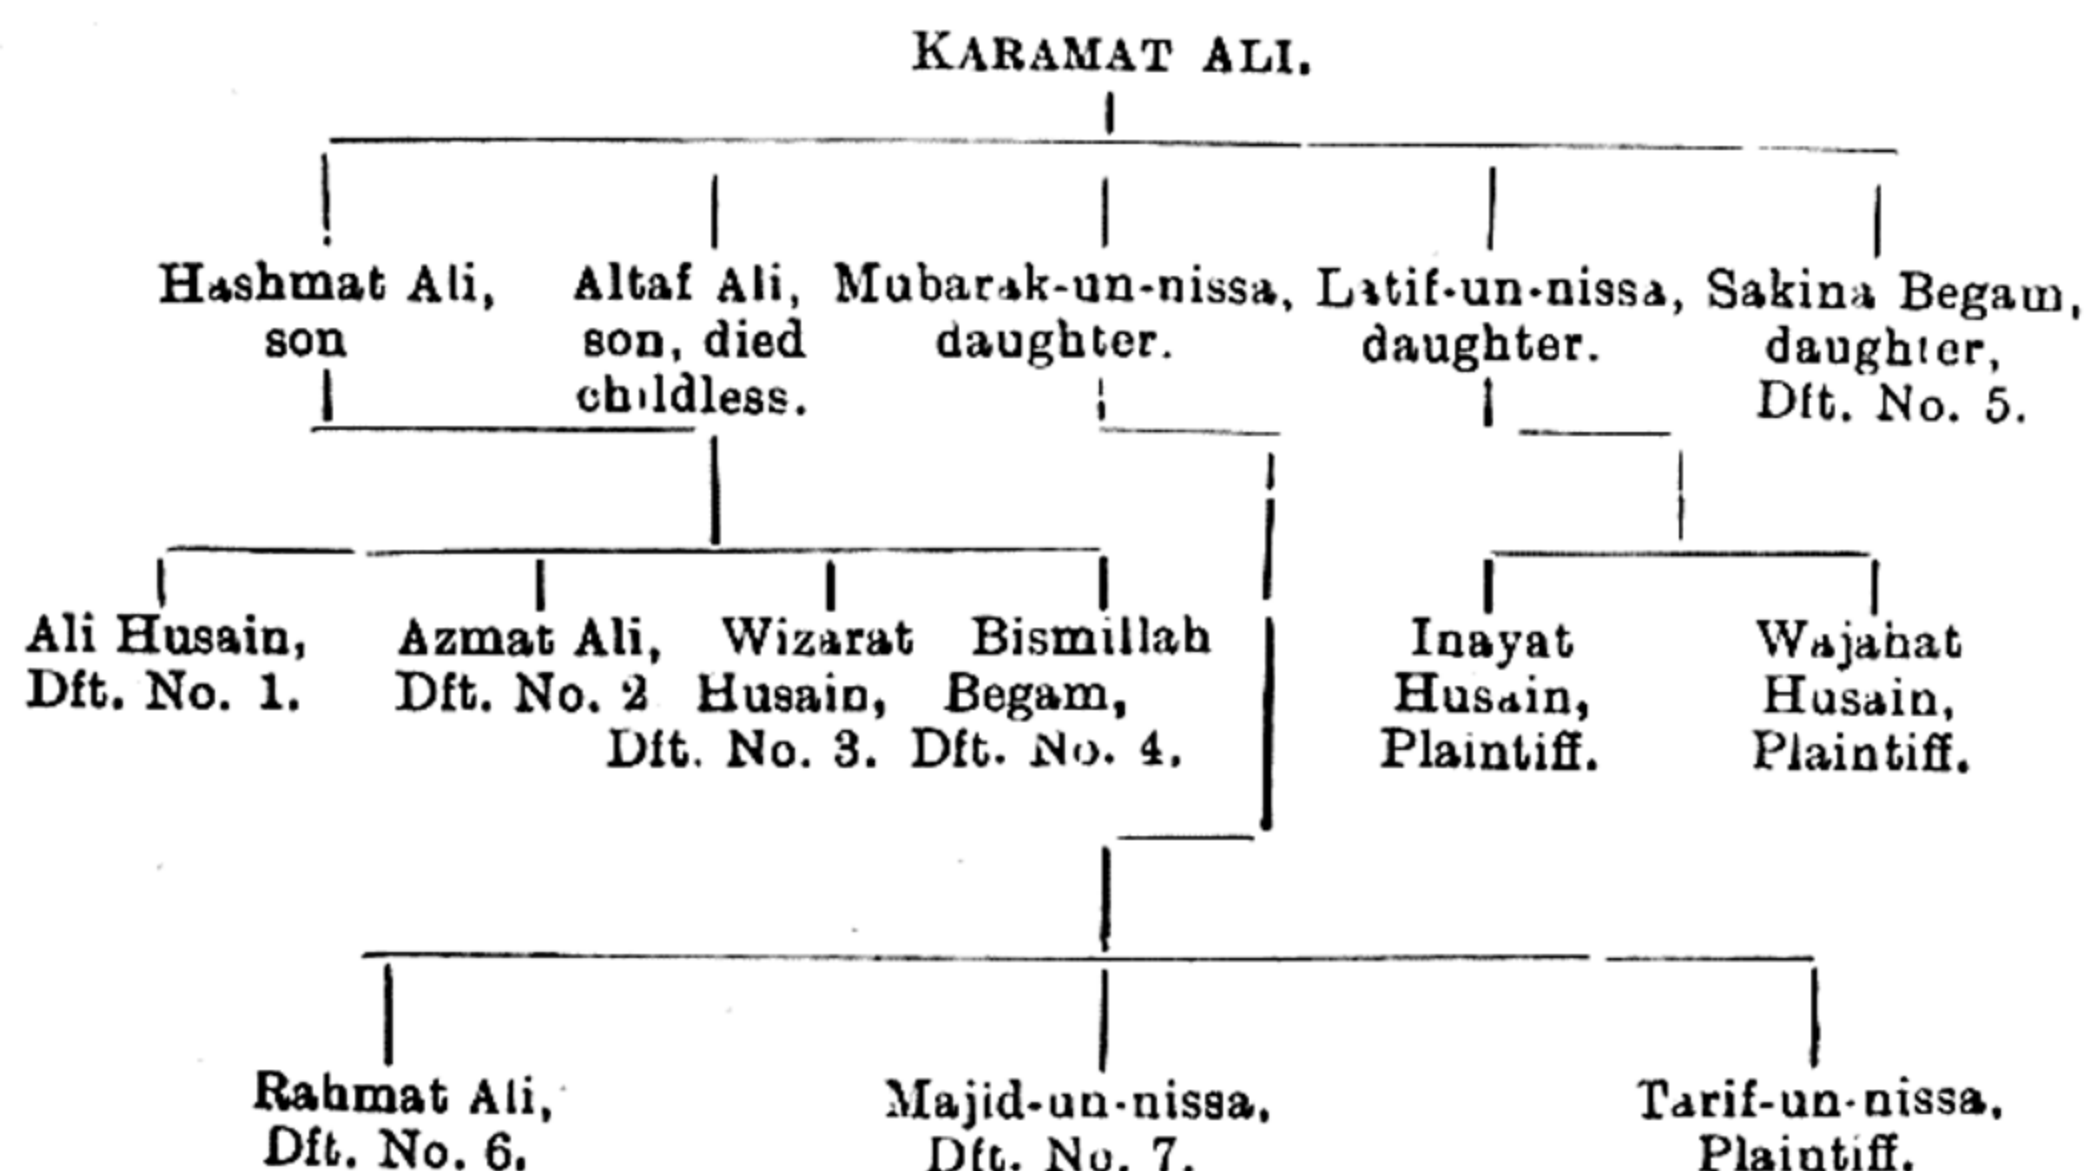 KARAMAT ALI.
Hashmat Ali, Altaf Ali, Mubarak-un-nissa, Latif-un-nissa, Sakina Begam,
son son, died daughter. daughter. daughter,
childless. Dft. No. 5.
Ali Husain, Azmat Ali, Wizarat Bismillah Inayat Wajahat
Dft. No. 1. Dft. No. 2 Husain, Begam, Husain, Husain,
Dft. No. 3. Dft. No. 4. Plaintiff. Plaintiff.
Rahmat Ali, Majid-un-nissa, Tarif-un-nissa,
Dft. No. 6. Dft. No. 7. Plaintiff.